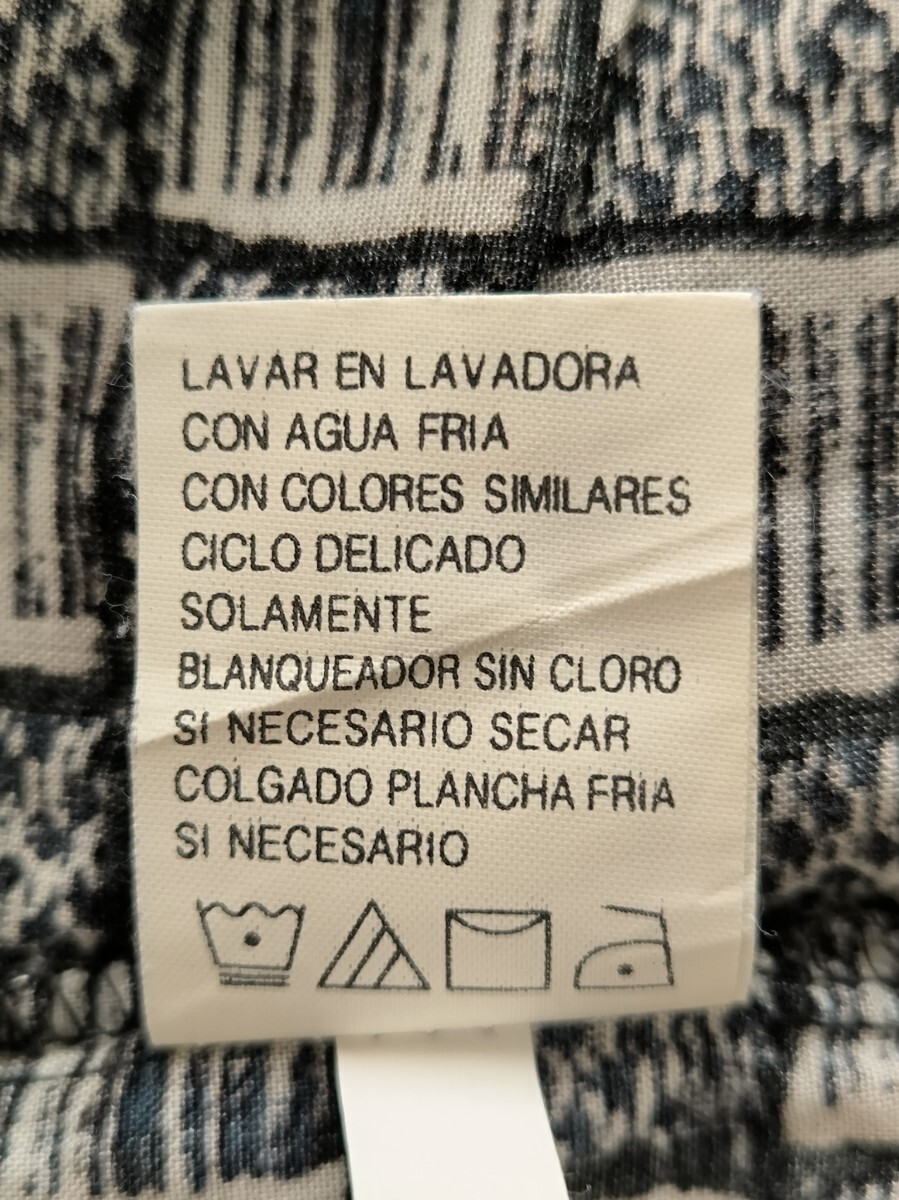 LAVAR EN LAVADORA
CON AGUA FRIA
CON COLORES SIMILARES
CICLO DELICADO
SOLAMENTE
BLANQUEADOR SIN CLORO
SI NECESARIO SECAR
COLGADO PLANCHA FRIA
SI NECESARIO